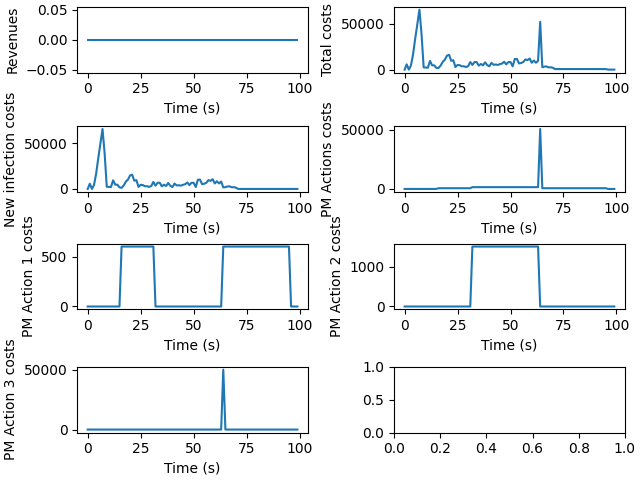 Revenues
0.05
0.00
−0.05
0 25 50 75 100
Time (s)
Total costs
50000
0
0 25 50 75 100
Time (s)
New infection costs
50000
0
0 25 50 75 100
Time (s)
PM Actions costs
50000
0
0 25 50 75 100
Time (s)
PM Action 1 costs
500
0
0 25 50 75 100
Time (s)
PM Action 2 costs
1000
0
0 25 50 75 100
Time (s)
PM Action 3 costs
50000
0
0 25 50 75 100
Time (s)
1.0
0.5
0.0
0.0 0.2 0.4 0.6 0.8 1.0